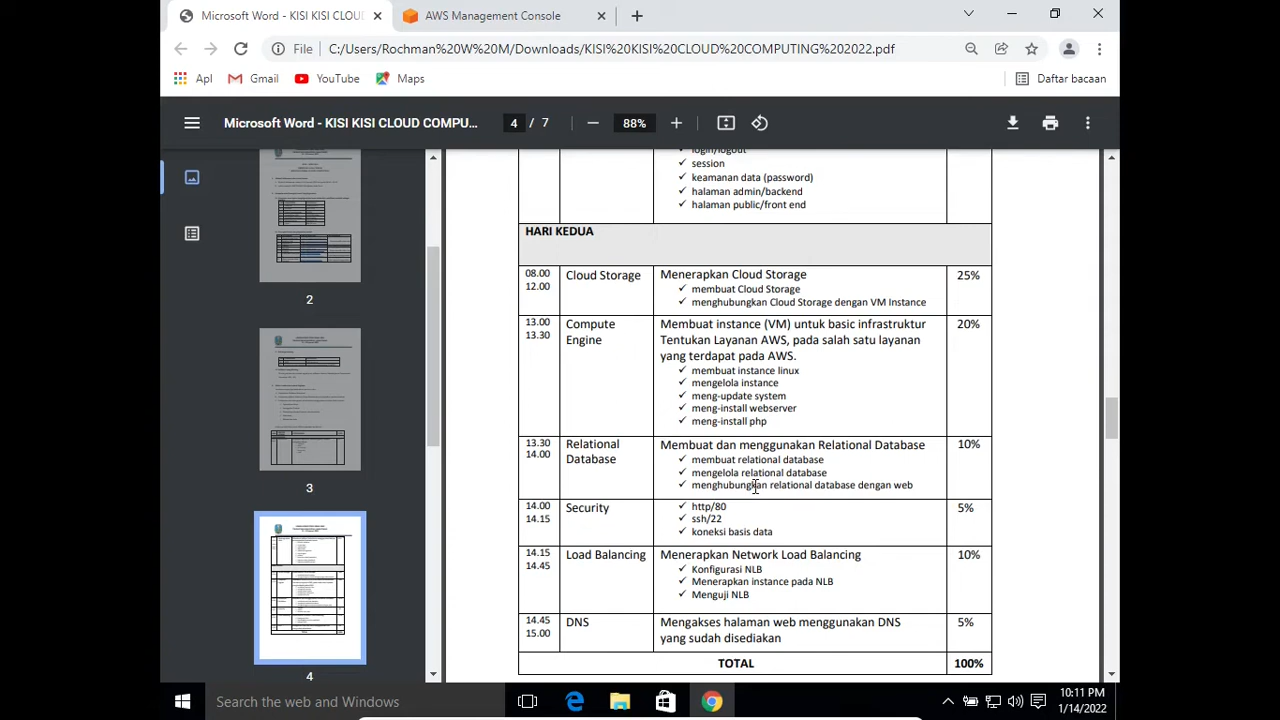 Microsoft Word - KISI KISI CLOUD
AWS Management Console
File
C:/Users/Rochman%20W%20M/Downloads/KISI%20KISI%20CLOUD%20COMPUTING%202022.pdf
Apl
Gmail
YouTube
Maps
Daftar bacaan
Microsoft Word - KISI KISI CLOUD COMPU...
4 / 7
88%
2
3
4
login/logout
session
keamanan data (password)
halaman admin/backend
halaman public/front end
HARI KEDUA
08.00
12.00
Cloud Storage
Menerapkan Cloud Storage
membuat Cloud Storage
menghubungkan Cloud Storage dengan VM Instance
25%
13.00
13.30
Compute
Engine
Membuat instance (VM) untuk basic infrastruktur
Tentukan Layanan AWS, pada salah satu layanan
yang terdapat pada AWS.
membuat instance linux
mengelola instance
meng-update system
meng-install webserver
meng-install php
20%
13.30
14.00
Relational
Database
Membuat dan menggunakan Relational Database
membuat relational database
mengelola relational database
menghubungkan relational database dengan web
10%
14.00
14.15
Security
http/80
ssh/22
koneksi basis data
5%
14.15
14.45
Load Balancing
Menerapkan Network Load Balancing
Konfigurasi NLB
Menerapkan instance pada NLB
Menguji NLB
10%
14.45
15.00
DNS
Mengakses halaman web menggunakan DNS
yang sudah disediakan
5%
TOTAL
100%
Search the web and Windows
10:11 PM
1/14/2022